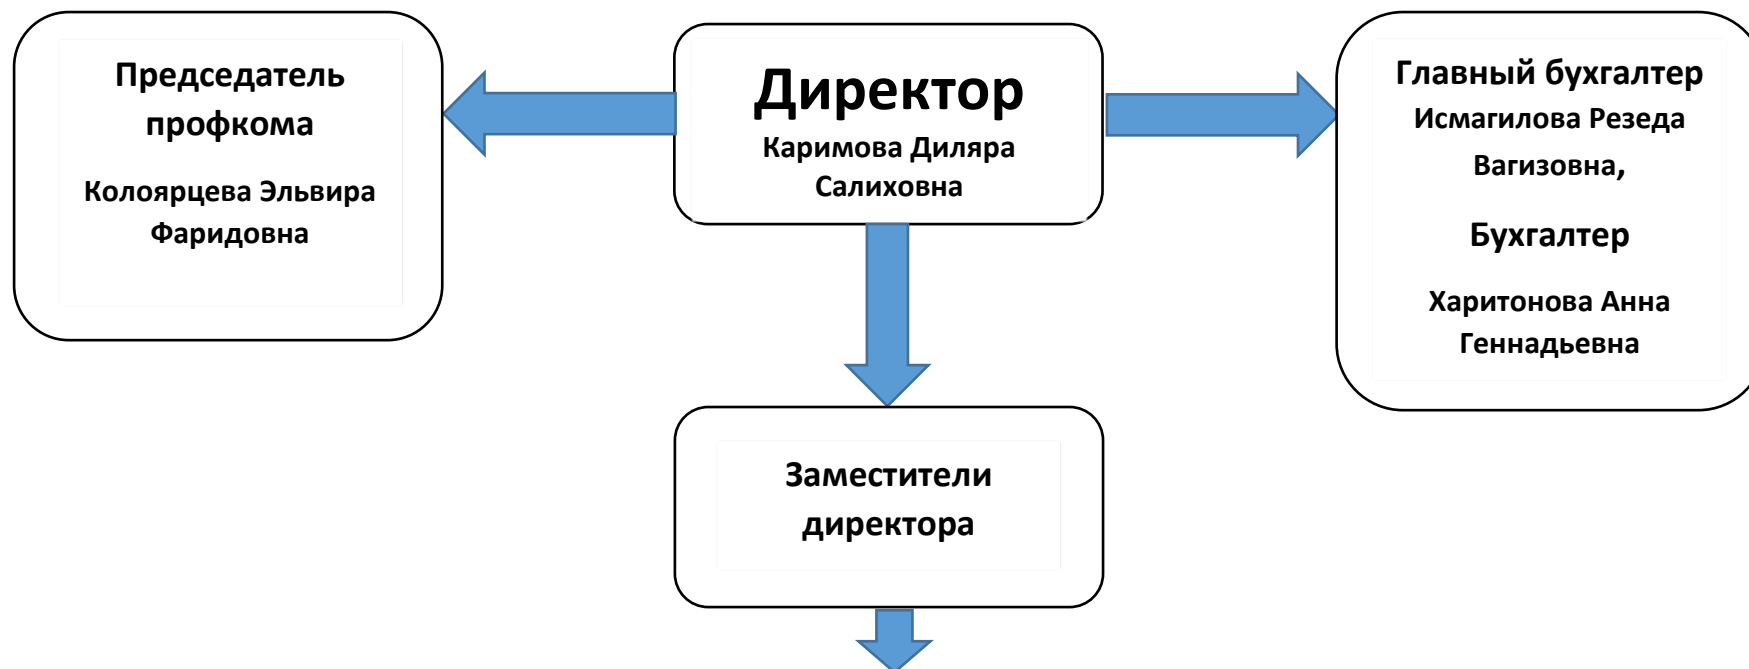 Председатель
профкома
Колоярцева Эльвира
Фаридовна
Директор
Каримова Диляра
Салиховна
Главный бухгалтер
Исмагилова Резеда
Вагизовна,
Бухгалтер
Харитонова Анна
Геннадьевна
Заместители
директора